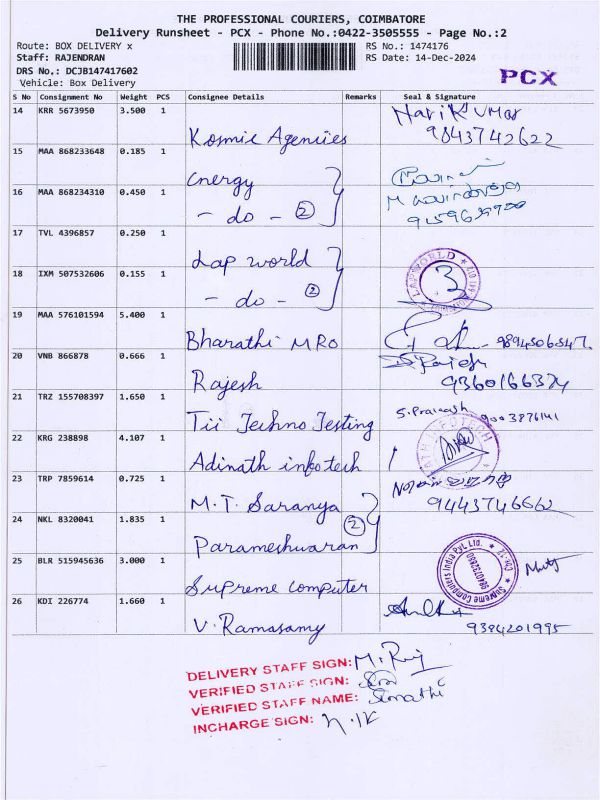 THE PROFESSIONAL COURIERS, COIMBATORE
Delivery Runsheet - PCX - Phone No.:0422-3505555 - Page No.:2
Route: BOX DELIVERY x RS No.: 1474176
Staff: RAJENDRAN RS Date: 14-Dec-2024
DRS No.: DCJB147417602
Vehicle: Box Delivery PCX
S No Consignment No Weight PCS Consignee Details Remarks Seal & Signature
14 KRR 5673950 3.500 1 Kosmic Agencies Hari Kumar
9843742622
15 MAA 868233648 0.185 1 Energy
16 MAA 868234310 0.450 1 - do - 2
17 TVL 4396857 0.250 1 Lap world LAPWORLD
18 IXM 507532606 0.155 1 - do - 2
19 MAA 576101594 5.400 1 Bharathi MRO
20 VNB 866878 0.666 1 Rajesh
21 TRZ 155708397 1.650 1 Tii Techno Testing S. Prakash
22 KRG 238898 4.107 1 Adinath infotech
23 TRP 7859614 0.725 1 M.T. Saranya
24 NKL 8320041 1.835 1 Parameshwaran 2
25 BLR 515945636 3.000 1 Supreme Computer Supreme Computers India Pvt. Ltd.
26 KDI 226774 1.660 1 V. Ramasamy
9384201995
DELIVERY STAFF SIGN:
VERIFIED STAFF SIGN:
VERIFIED STAFF NAME:
INCHARGE SIGN: